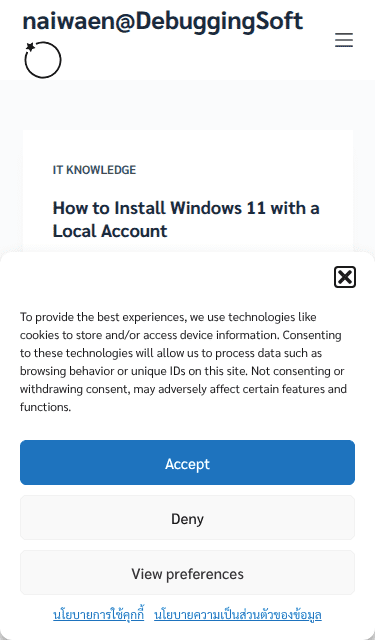 naiwaen@DebuggingSoft
IT KNOWLEDGE
How to Install Windows 11 with a
Local Account
To provide the best experiences, we use technologies like
cookies to store and/or access device information. Consenting
to these technologies will allow us to process data such as
browsing behavior or unique IDs on this site. Not consenting or
withdrawing consent, may adversely affect certain features and
functions.
Accept
Deny
View preferences
นโยบายการใช้คุกกี้ นโยบายความเป็นส่วนตัวของข้อมูล